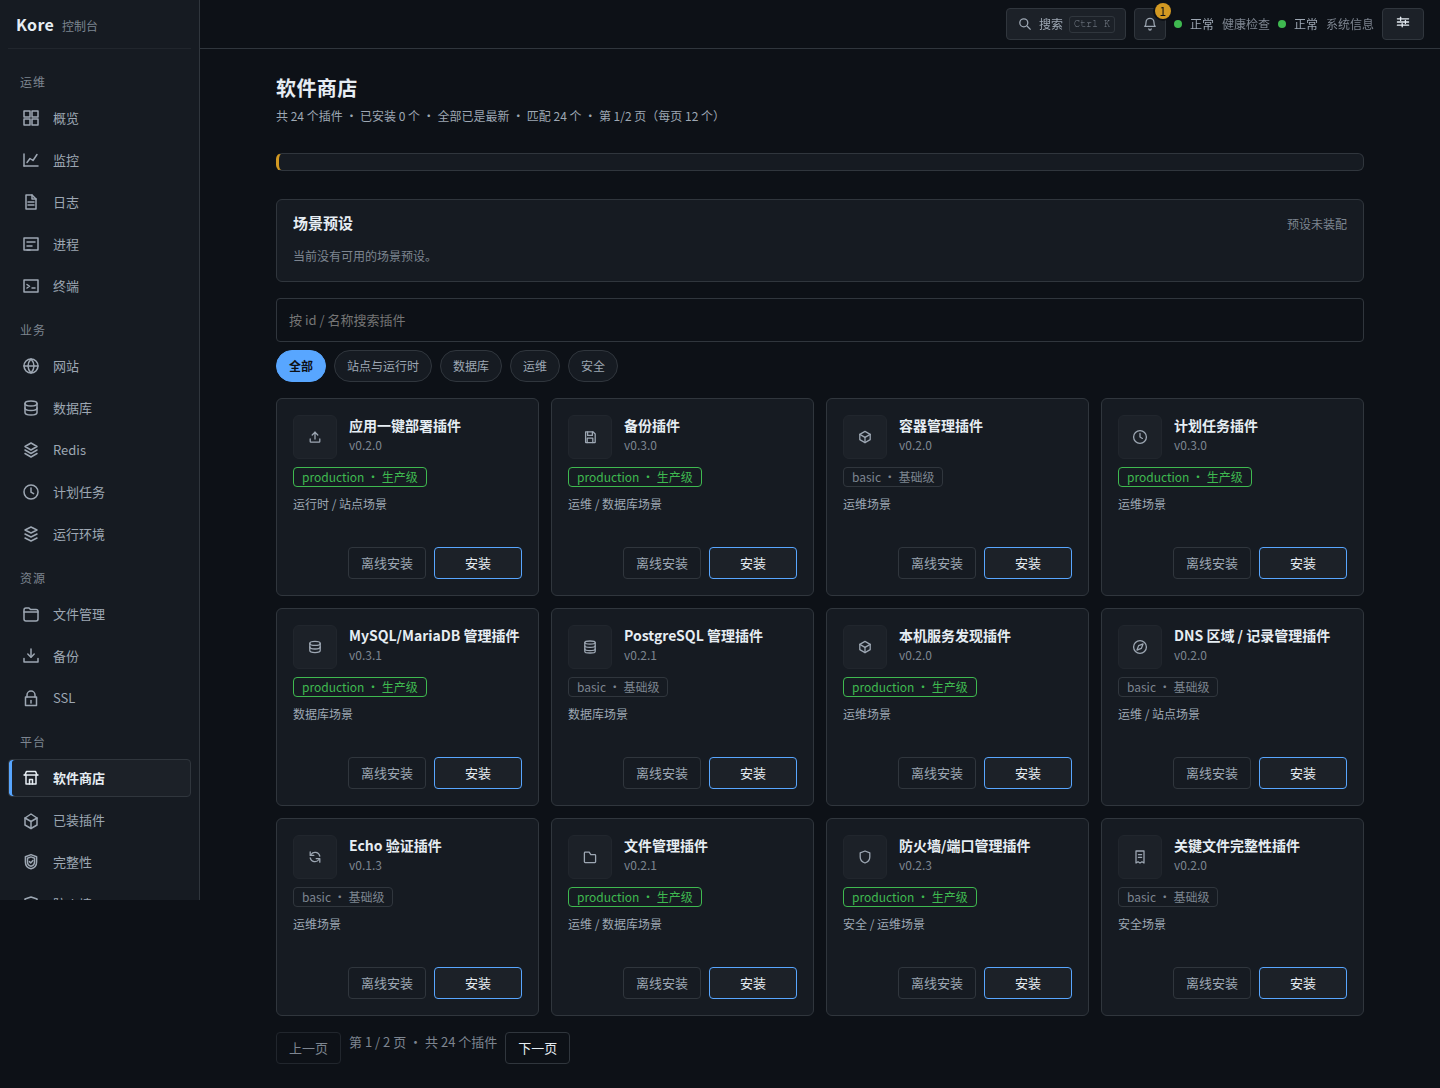 Kore 控制台
搜索 Ctrl K
1
正常 健康检查
正常 系统信息
运维
概览
监控
日志
进程
终端
业务
网站
数据库
Redis
计划任务
运行环境
资源
文件管理
备份
SSL
平台
软件商店
已装插件
完整性
软件商店
共 24 个插件 · 已安装 0 个 · 全部已是最新 · 匹配 24 个 · 第 1/2 页（每页 12 个）
场景预设
预设未装配
当前没有可用的场景预设。
按 id / 名称搜索插件
全部 站点与运行时 数据库 运维 安全
应用一键部署插件
v0.2.0
production · 生产级
运行时 / 站点场景
离线安装 安装
备份插件
v0.3.0
production · 生产级
运维 / 数据库场景
离线安装 安装
容器管理插件
v0.2.0
basic · 基础级
运维场景
离线安装 安装
计划任务插件
v0.3.0
production · 生产级
运维场景
离线安装 安装
MySQL/MariaDB 管理插件
v0.3.1
production · 生产级
数据库场景
离线安装 安装
PostgreSQL 管理插件
v0.2.1
basic · 基础级
数据库场景
离线安装 安装
本机服务发现插件
v0.2.0
production · 生产级
运维场景
离线安装 安装
DNS 区域 / 记录管理插件
v0.2.0
basic · 基础级
运维 / 站点场景
离线安装 安装
Echo 验证插件
v0.1.3
basic · 基础级
运维场景
离线安装 安装
文件管理插件
v0.2.1
production · 生产级
运维 / 数据库场景
离线安装 安装
防火墙/端口管理插件
v0.2.3
production · 生产级
安全 / 运维场景
离线安装 安装
关键文件完整性插件
v0.2.0
basic · 基础级
安全场景
离线安装 安装
上一页 第 1 / 2 页 · 共 24 个插件 下一页